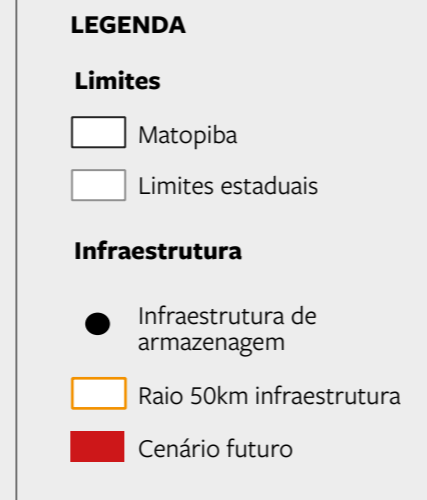 LEGENDA
Limites
Matopiba
Limites estaduais
Infraestrutura
Infraestrutura de
armazenagem
Raio 50km infraestrutura
Cenário futuro